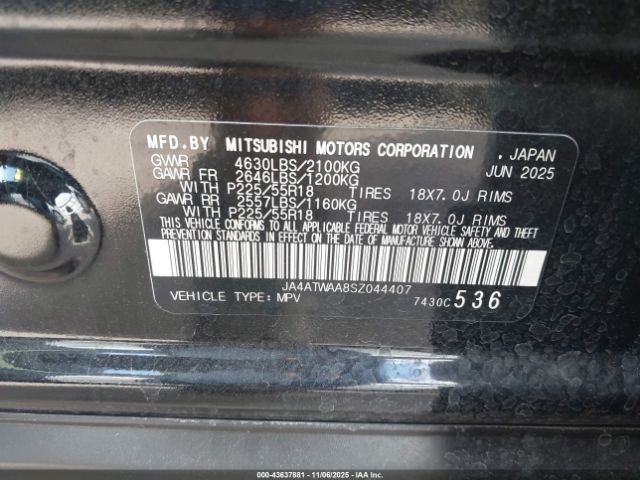 MFD.BY MITSUBISHI MOTORS CORPORATION , JAPAN
GVWR 4630LBS/2100KG JUN 2025
GAWR FR 2646LBS/1200KG
WITH P225/55R18 TIRES 18X7.0J RIMS
GAWR RR 2557LBS/1160KG
WITH P225/55R18 TIRES 18X7.0J RIMS
THIS VEHICLE CONFORMS TO ALL APPLICABLE FEDERAL MOTOR VEHICLE SAFETY AND THEFT
PREVENTION STANDARDS IN EFFECT ON THE DATE OF MANUFACTURE SHOWN ABOVE.
JA4ATWAA8SZ044407
VEHICLE TYPE:MPV 7430C 536
000-43637881 - 11/06/2025 - IAAHOLDINGS, LLC